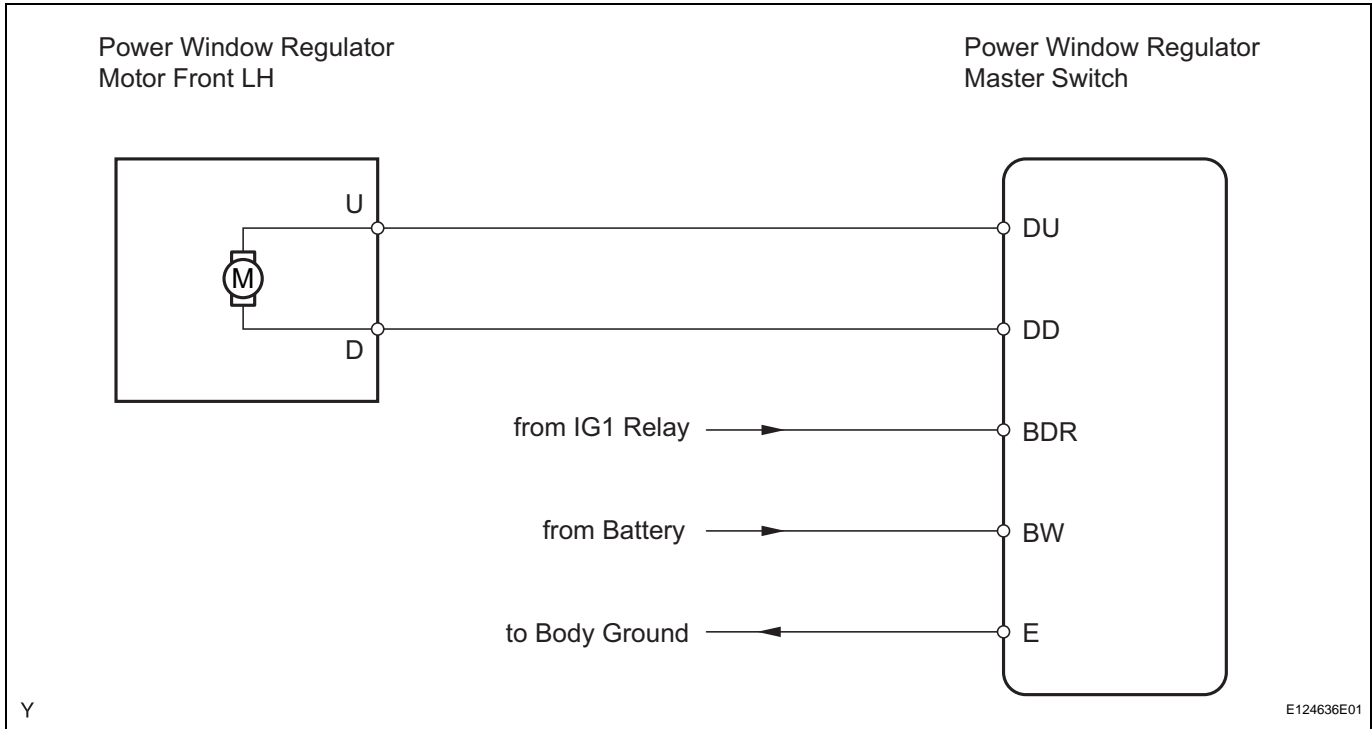 Power Window Regulator
Motor Front LH
Power Window Regulator
Master Switch
U
M
D
DU
DD
from IG1 Relay
BDR
from Battery
BW
to Body Ground
E
Y
E124636E01